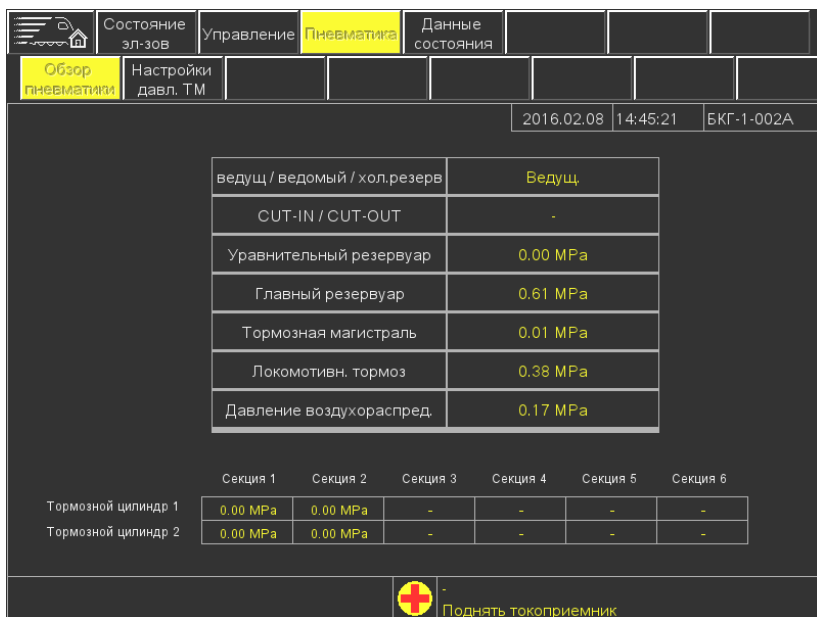 Состояние эл-зов
Управление
Пневматика
Данные состояния
Обзор пневматики
Настройки давл. ТМ
2016.02.08 14:45:21 БКГ-1-002А
ведущ / ведомый / хол.резерв Ведущ.
CUT-IN / CUT-OUT -
Уравнительный резервуар 0.00 MPa
Главный резервуар 0.61 MPa
Тормозная магистраль 0.01 MPa
Локомотивн. тормоз 0.38 MPa
Давление воздухораспред. 0.17 MPa
Секция 1 Секция 2 Секция 3 Секция 4 Секция 5 Секция 6
Тормозной цилиндр 1 0.00 MPa 0.00 MPa - - - -
Тормозной цилиндр 2 0.00 MPa 0.00 MPa - - - -
-
Поднять токоприемник